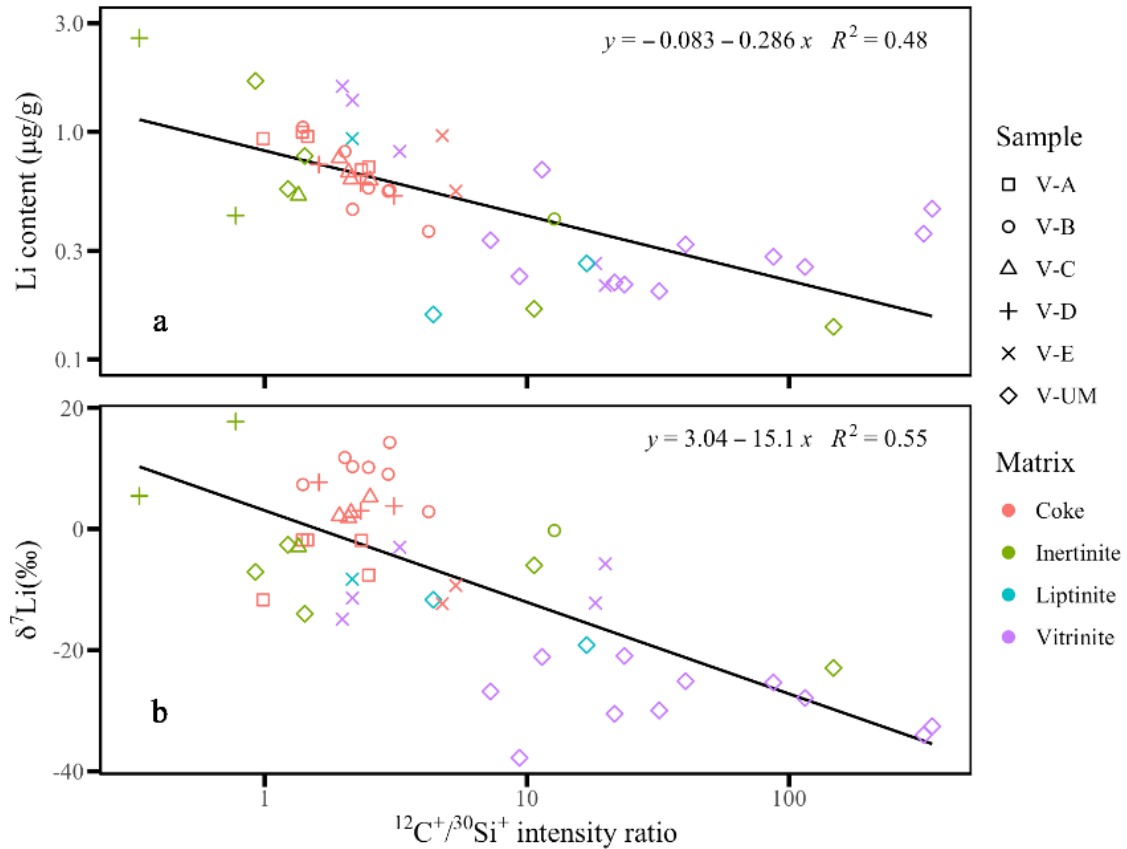 y = −0.083 − 0.286 x R² = 0.48
3.0
1.0
0.3
0.1
Li content (µg/g)
a
y = 3.04 − 15.1 x R² = 0.55
20
0
-20
-40
δ⁷Li(‰)
b
1 10 100
¹²C⁺/³⁰Si⁺ intensity ratio
Sample
V-A
V-B
V-C
V-D
V-E
V-UM
Matrix
Coke
Inertinite
Liptinite
Vitrinite